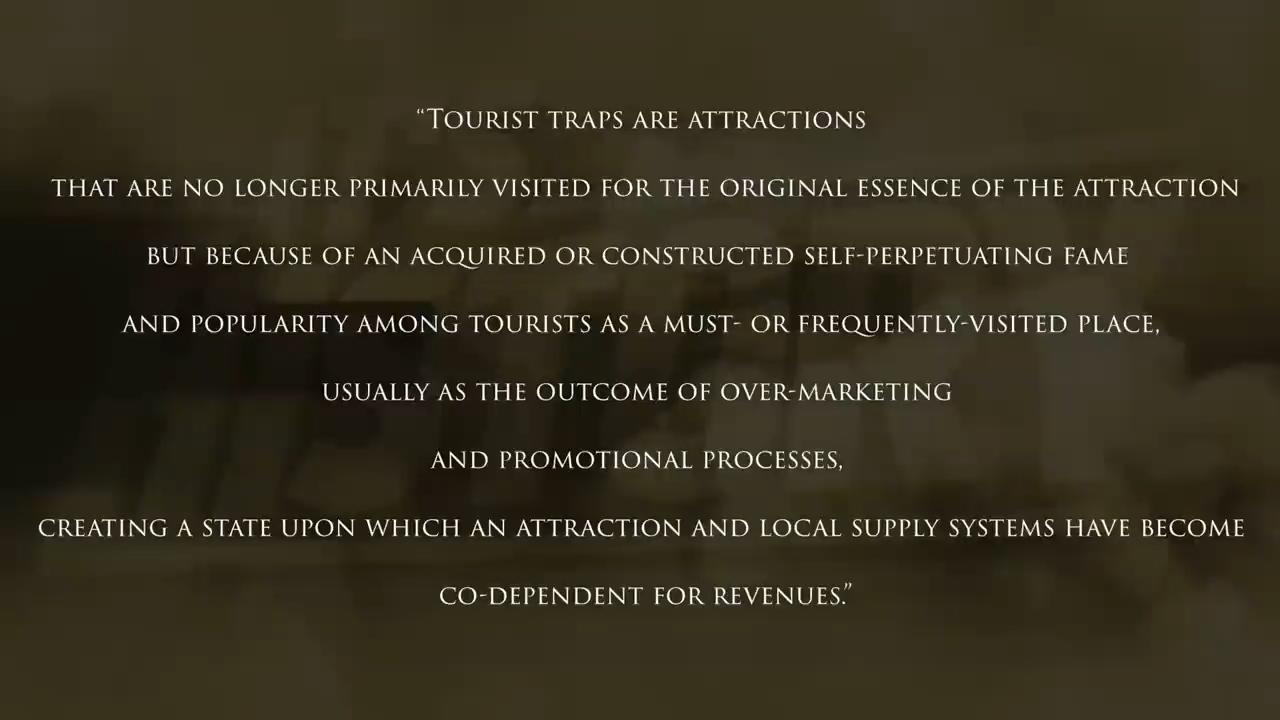 “Tourist traps are attractions
that are no longer primarily visited for the original essence of the attraction
but because of an acquired or constructed self-perpetuating fame
and popularity among tourists as a must- or frequently-visited place,
usually as the outcome of over-marketing
and promotional processes,
creating a state upon which an attraction and local supply systems have become
co-dependent for revenues.”